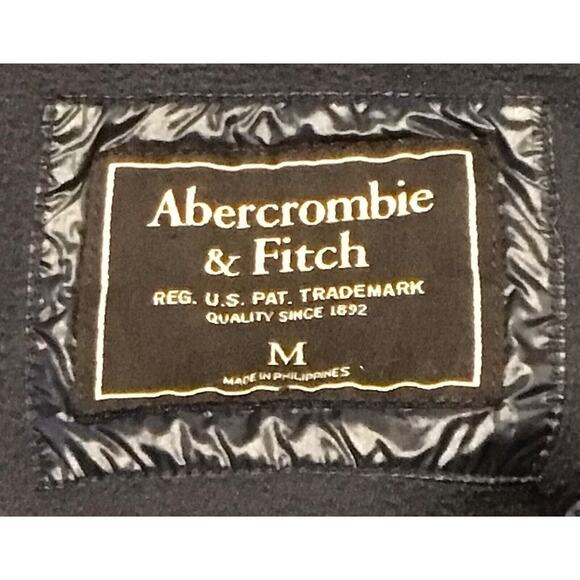 Abercrombie
& Fitch
REG. U.S. PAT. TRADEMARK
QUALITY SINCE 1892
M
MADE IN PHILIPPINES